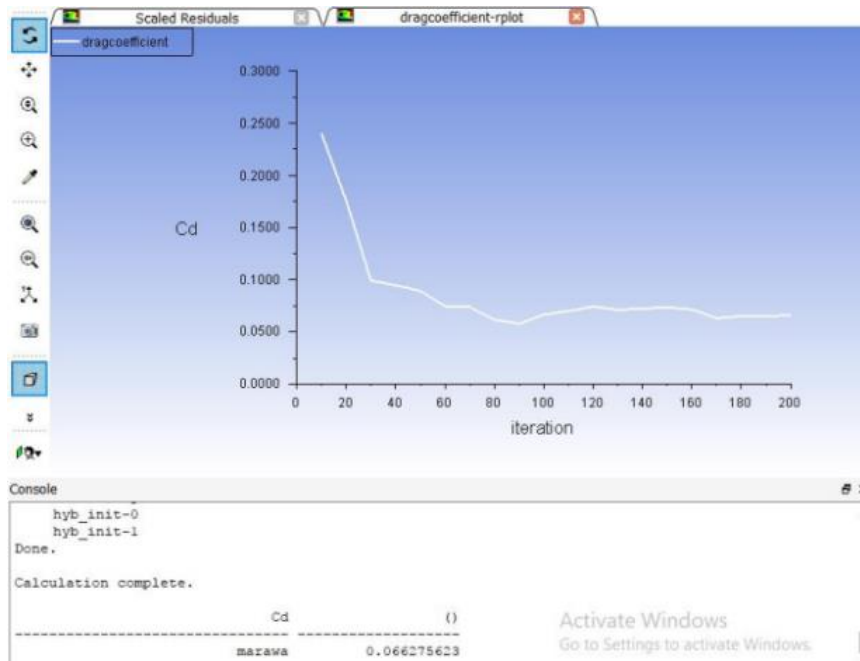 Scaled Residuals
dragcoefficient-rplot
dragcoefficient
0.3000
0.2500
0.2000
0.1500
0.1000
0.0500
0.0000
Cd
0 20 40 60 80 100 120 140 160 180 200
iteration
Console
hyb_init-0
hyb_init-1
Done.
Calculation complete.
Cd ()
-------------------------------- --------------------
marawa 0.066275623
Activate Windows
Go to Settings to activate Windows.